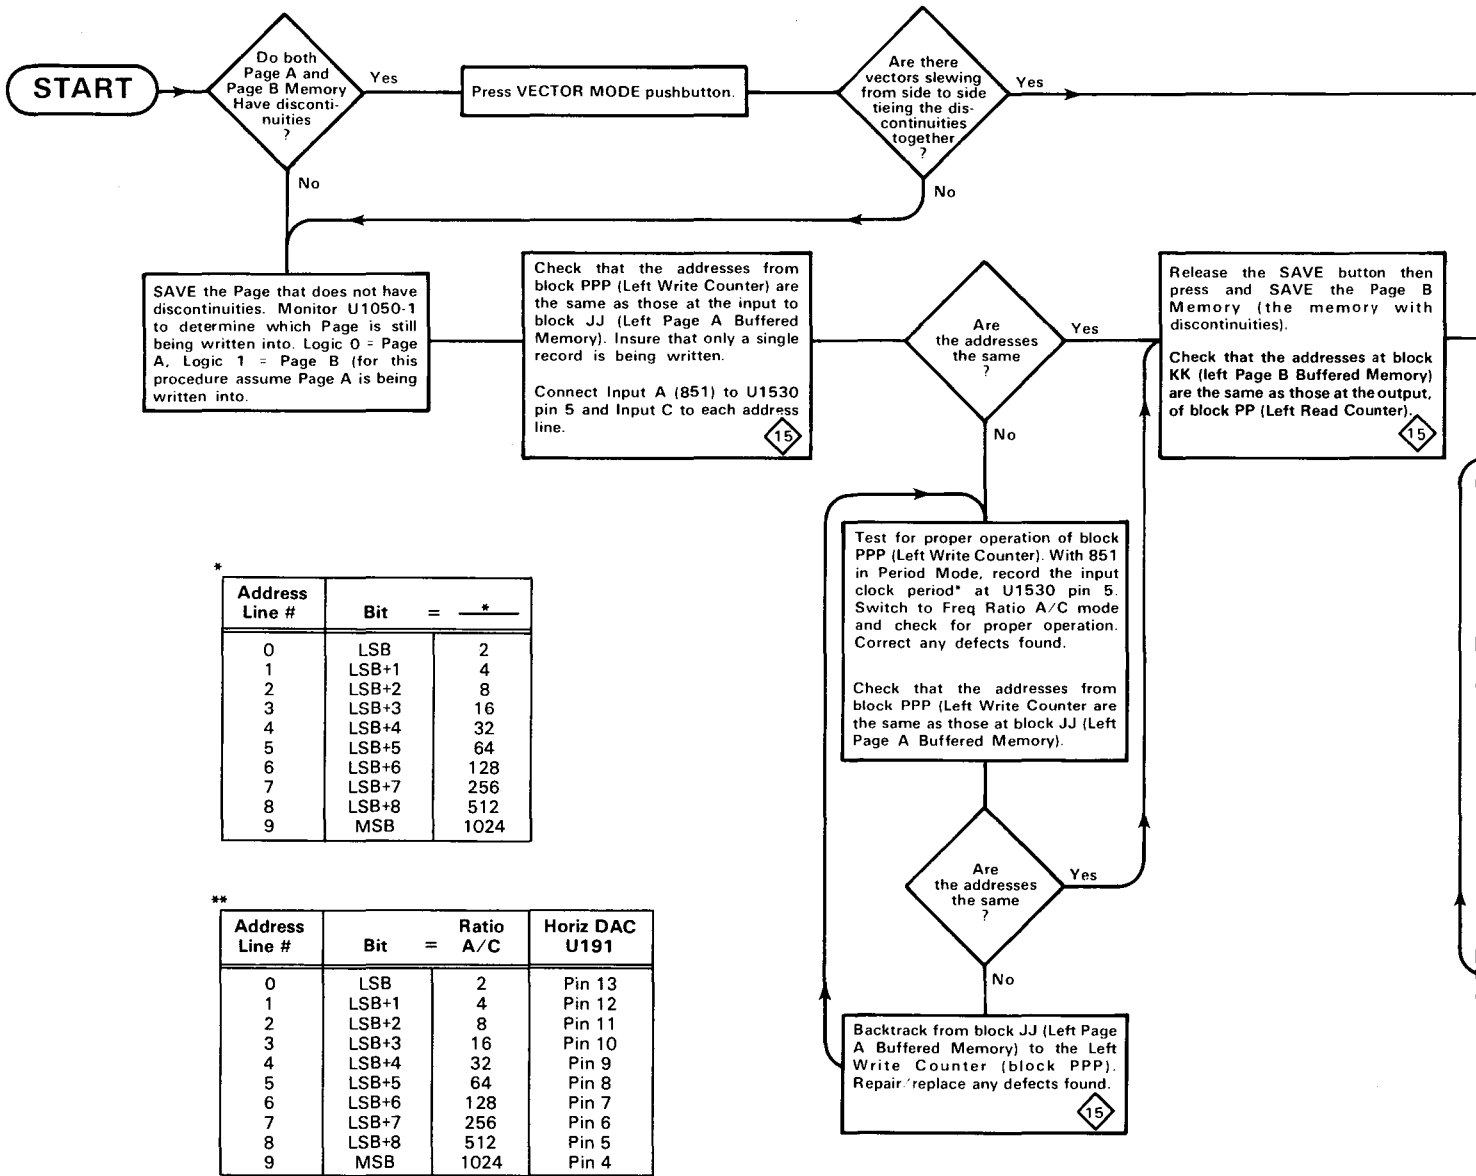 START
Do both
Page A and
Page B Memory
Have disconti-
nuities
?
Yes
No
Press VECTOR MODE pushbutton.
Are there
vectors slewing
from side to side
tieing the dis-
continuities
together
?
Yes
No
SAVE the Page that does not have
discontinuities. Monitor U1050-1
to determine which Page is still
being written into. Logic 0 = Page
A, Logic 1 = Page B (for this
procedure assume Page A is being
written into.
Check that the addresses from
block PPP (Left Write Counter) are
the same as those at the input to
block JJ (Left Page A Buffered
Memory). Insure that only a single
record is being written.
Connect Input A (851) to U1530
pin 5 and Input C to each address
line.
15
Are
the addresses
the same
?
Yes
No
Release the SAVE button then
press and SAVE the Page B
Memory (the memory with
discontinuities).
Check that the addresses at block
KK (left Page B Buffered Memory)
are the same as those at the output,
of block PP (Left Read Counter).
15
Test for proper operation of block
PPP (Left Write Counter). With 851
in Period Mode, record the input
clock period* at U1530 pin 5.
Switch to Freq Ratio A/C mode
and check for proper operation.
Correct any defects found.
Check that the addresses from
block PPP (Left Write Counter are
the same as those at block JJ (Left
Page A Buffered Memory).
Are
the addresses
the same
?
Yes
No
Backtrack from block JJ (Left Page
A Buffered Memory) to the Left
Write Counter (block PPP).
Repair/replace any defects found.
15
*
Address
Line # Bit = *
0 LSB 2
1 LSB+1 4
2 LSB+2 8
3 LSB+3 16
4 LSB+4 32
5 LSB+5 64
6 LSB+6 128
7 LSB+7 256
8 LSB+8 512
9 MSB 1024
**
Address Ratio Horiz DAC
Line # Bit = A/C U191
0 LSB 2 Pin 13
1 LSB+1 4 Pin 12
2 LSB+2 8 Pin 11
3 LSB+3 16 Pin 10
4 LSB+4 32 Pin 9
5 LSB+5 64 Pin 8
6 LSB+6 128 Pin 7
7 LSB+7 256 Pin 6
8 LSB+8 512 Pin 5
9 MSB 1024 Pin 4